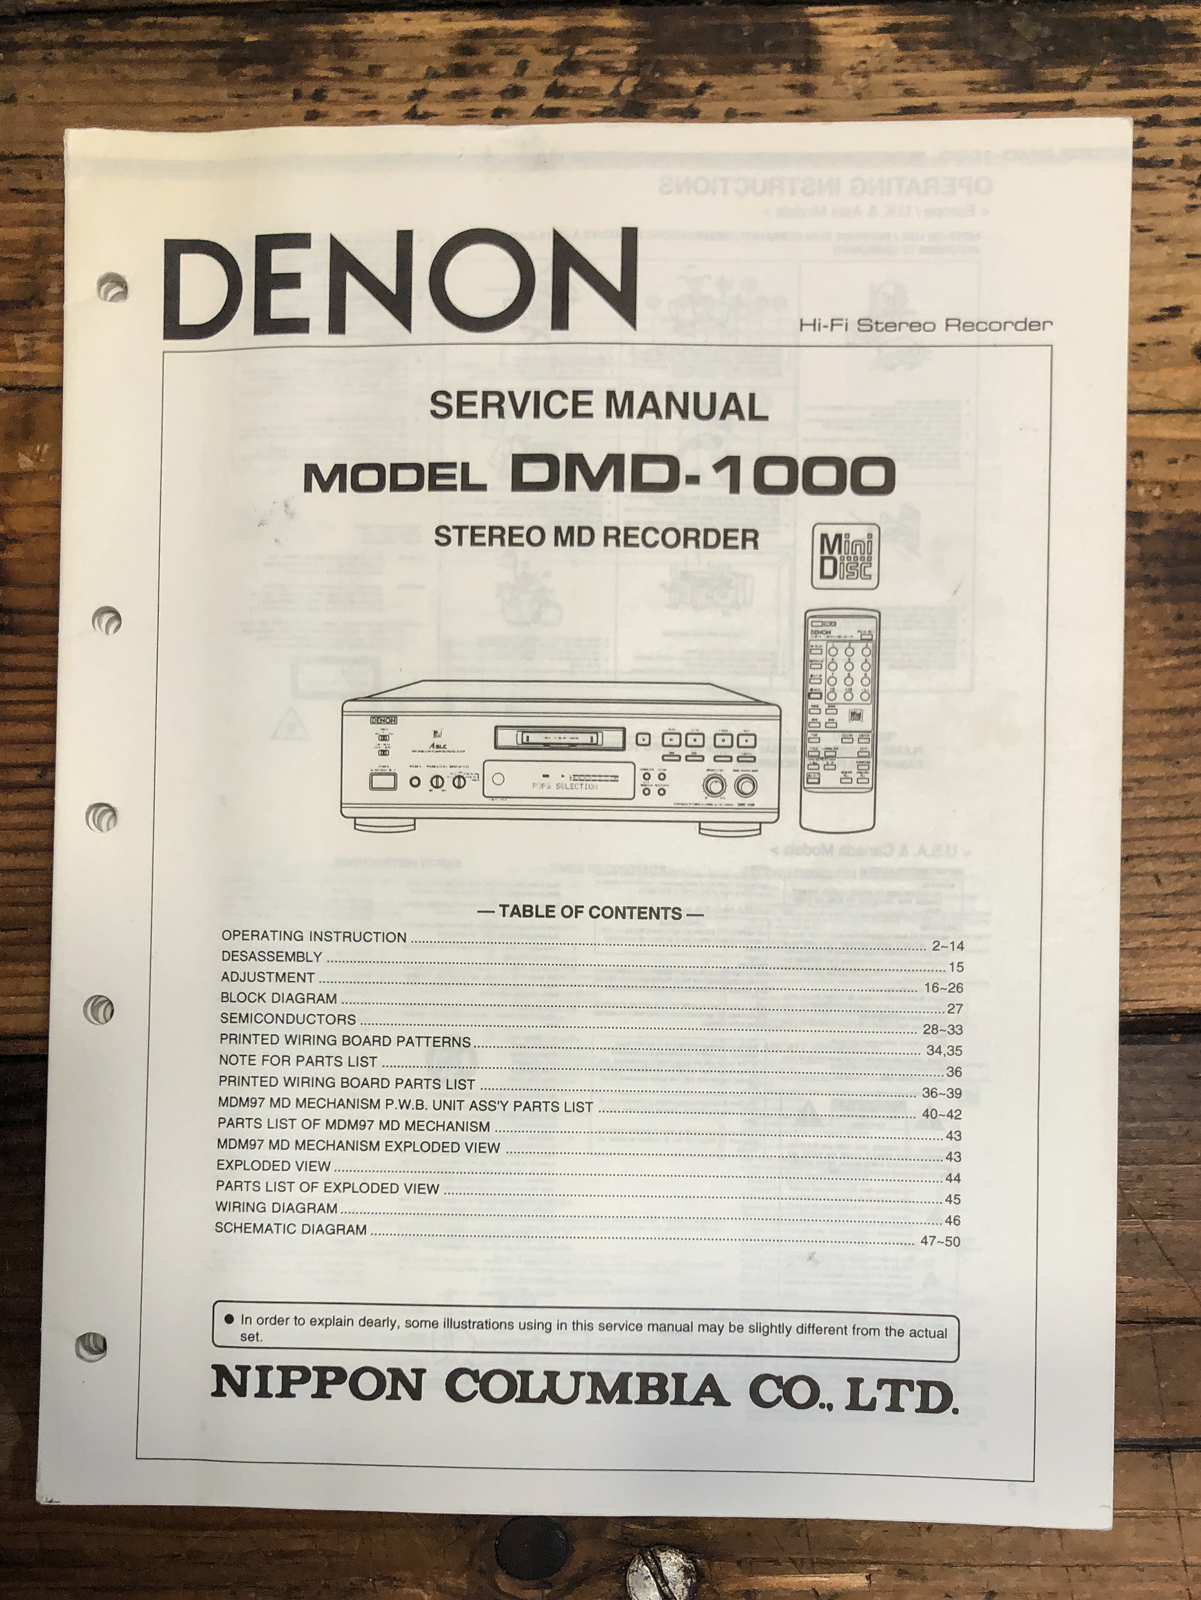 DENON
Hi-Fi Stereo Recorder
SERVICE MANUAL
MODEL DMD-1000
STEREO MD RECORDER
Mini
Disc
DENON
DENON
POPS SELECTION
— TABLE OF CONTENTS —
OPERATING INSTRUCTION ........ 2~14
DESASSEMBLY ........ 15
ADJUSTMENT ........ 16~26
BLOCK DIAGRAM ........ 27
SEMICONDUCTORS ........ 28~33
PRINTED WIRING BOARD PATTERNS ........ 34,35
NOTE FOR PARTS LIST ........ 36
PRINTED WIRING BOARD PARTS LIST ........ 36~39
MDM97 MD MECHANISM P.W.B. UNIT ASS'Y PARTS LIST ........ 40~42
PARTS LIST OF MDM97 MD MECHANISM ........ 43
MDM97 MD MECHANISM EXPLODED VIEW ........ 43
EXPLODED VIEW ........ 44
PARTS LIST OF EXPLODED VIEW ........ 45
WIRING DIAGRAM ........ 46
SCHEMATIC DIAGRAM ........ 47~50
● In order to explain dearly, some illustrations using in this service manual may be slightly different from the actual
set.
NIPPON COLUMBIA CO., LTD.